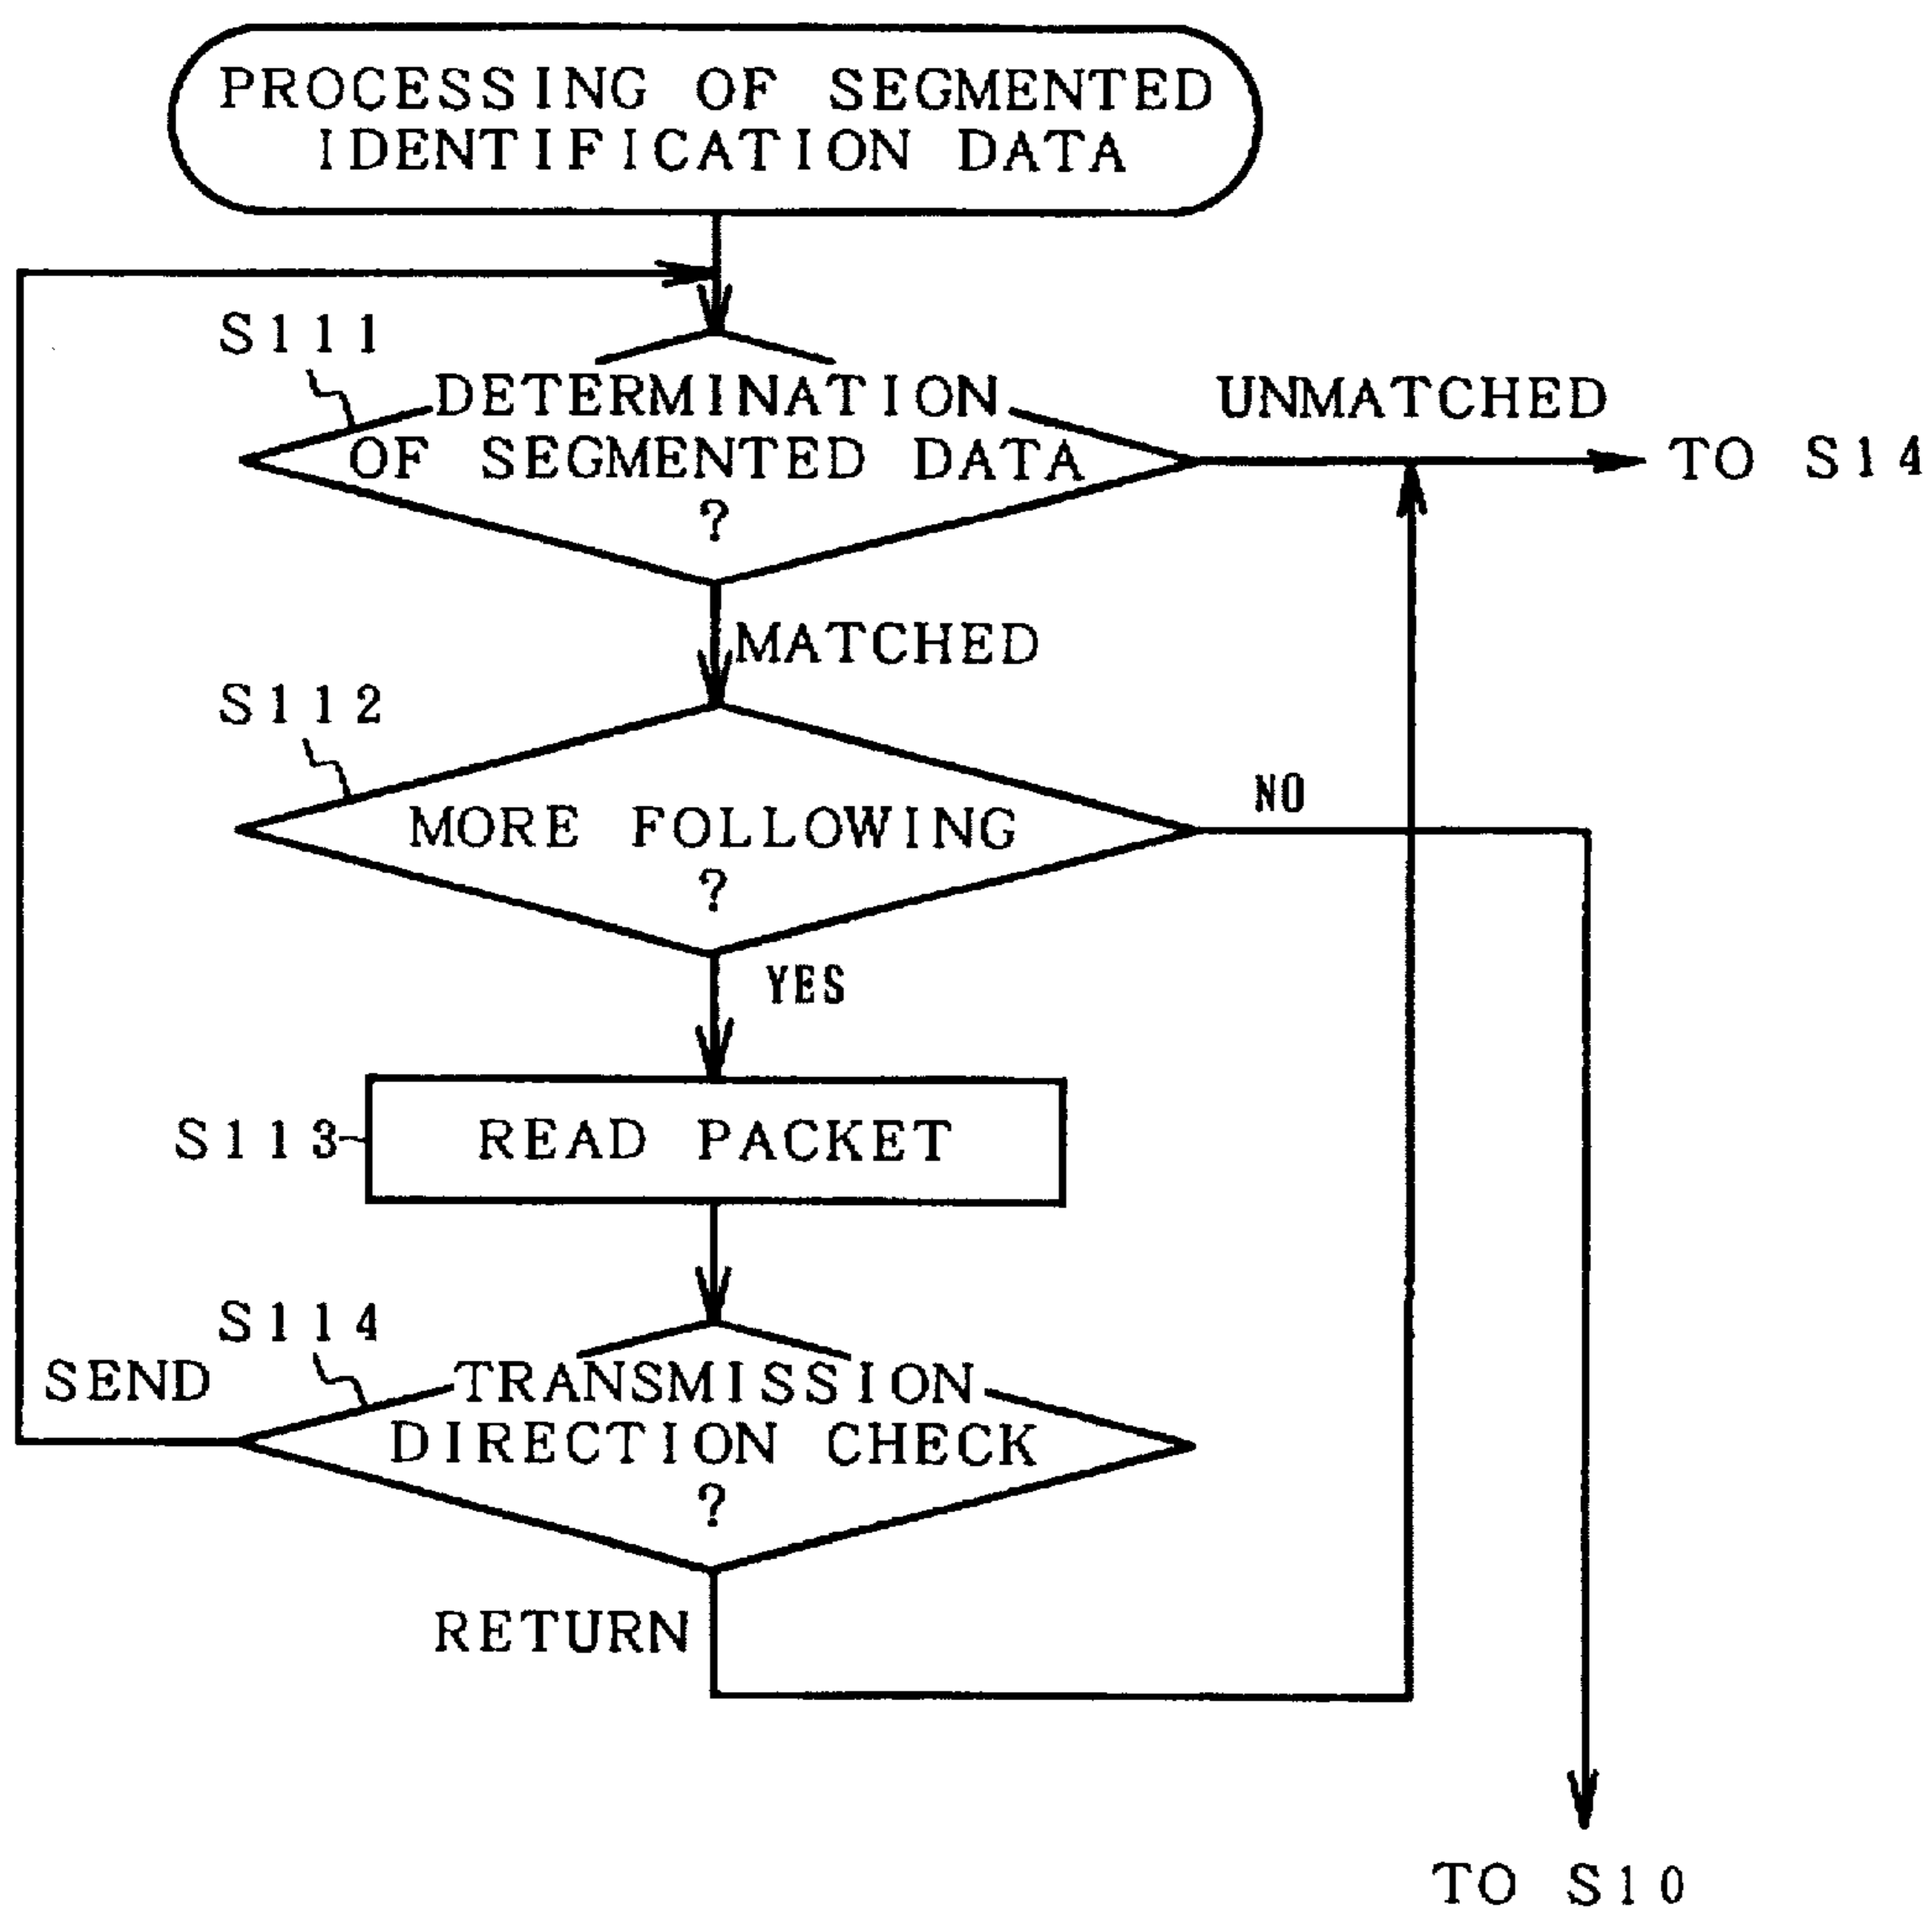 PROCESSING OF SEGMENTED
IDENTIFICATION DATA
S111
DETERMINATION
OF SEGMENTED DATA
?
UNMATCHED
TO S14
MATCHED
S112
MORE FOLLOWING
?
NO
YES
S113
READ PACKET
S114
SEND
TRANSMISSION
DIRECTION CHECK
?
RETURN
TO S10